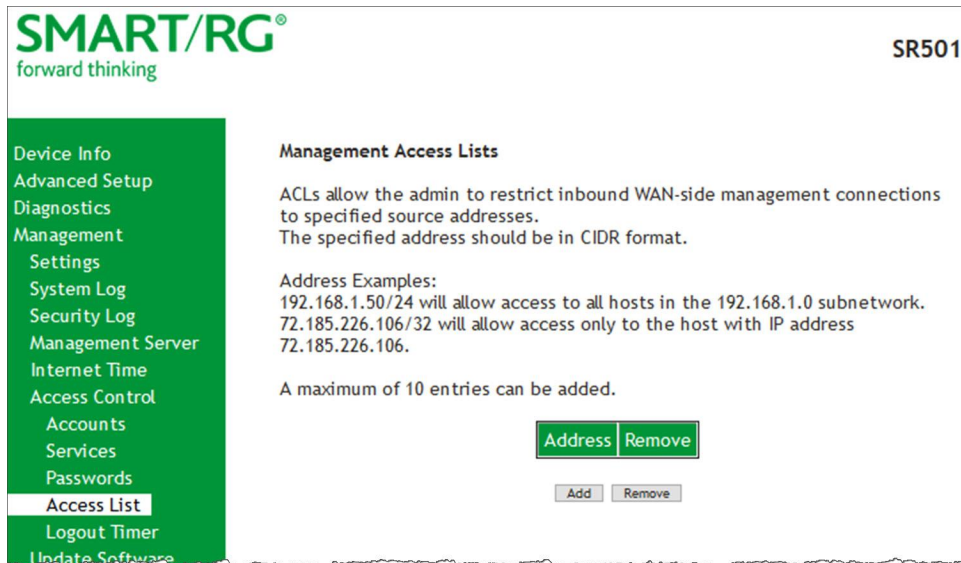 SMART/RG®
forward thinking
SR501
Device Info
Advanced Setup
Diagnostics
Management
Settings
System Log
Security Log
Management Server
Internet Time
Access Control
Accounts
Services
Passwords
Access List
Logout Timer
Update Software
Management Access Lists
ACLs allow the admin to restrict inbound WAN-side management connections
to specified source addresses.
The specified address should be in CIDR format.
Address Examples:
192.168.1.50/24 will allow access to all hosts in the 192.168.1.0 subnetwork.
72.185.226.106/32 will allow access only to the host with IP address
72.185.226.106.
A maximum of 10 entries can be added.
Address Remove
Add Remove